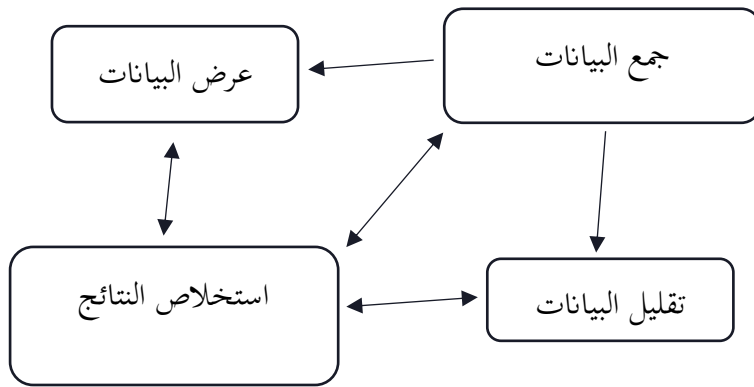 جمع البيانات
عرض البيانات
استخلاص النتائج
تقليل البيانات